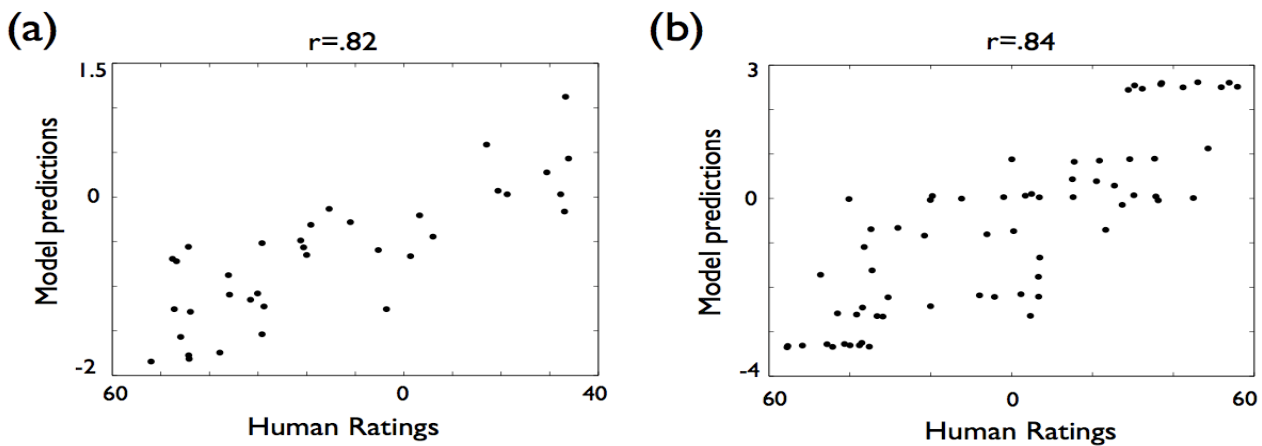 (a)
r=.82
1.5
0
-2
Model predictions
60
0
40
Human Ratings
(b)
r=.84
3
0
-4
Model predictions
60
0
60
Human Ratings